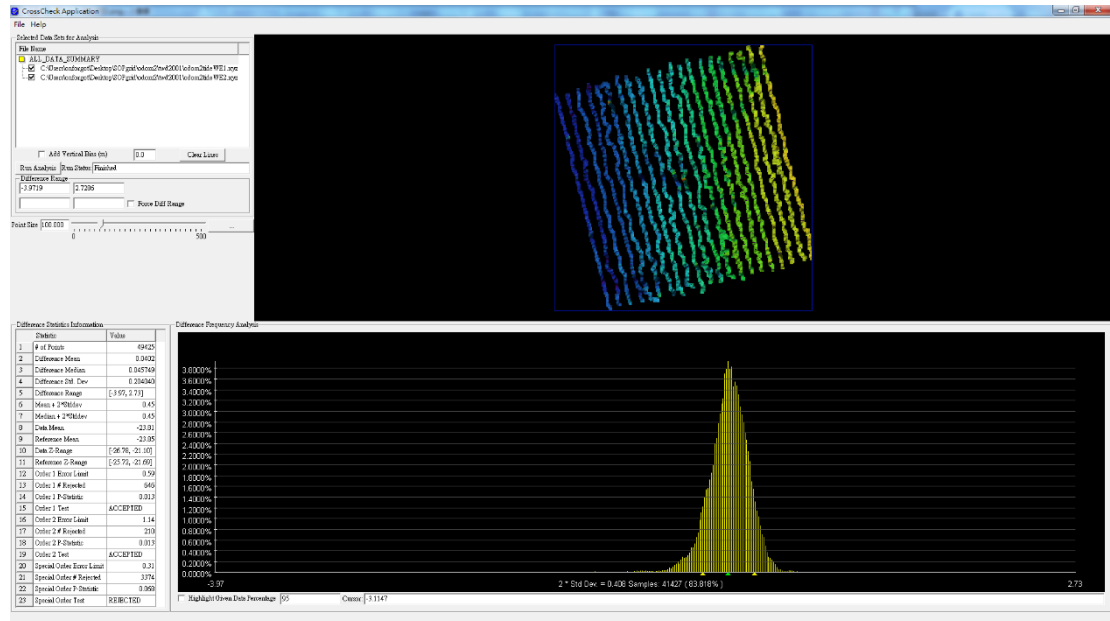 CrossCheck Application
File Help
Selected Data Sets for Analysis
File Name
ALL_DATA_SUMMARY
Add Vertical Bias (m) 0.0 Clear Lines
Run Analysis Run Status: Finished
Difference Range
-3.9719 2.7286
Force Diff Range
Point Size 100.000
0 500
...
Difference Statistics Information
Statistic Value
1 # of Points 49425
2 Difference Mean 0.0402
3 Difference Median 0.045749
4 Difference Std. Dev 0.204040
5 Difference Range [-3.97, 2.73]
6 Mean + 2*Stddev 0.45
7 Median + 2*Stddev 0.45
8 Data Mean -23.81
9 Reference Mean -23.85
10 Data Z-Range [-26.78, -21.10]
11 Reference Z-Range [-25.72, -21.69]
12 Order 1 Error Limit 0.59
13 Order 1 # Rejected 646
14 Order 1 P-Statistic 0.013
15 Order 1 Test ACCEPTED
16 Order 2 Error Limit 1.14
17 Order 2 # Rejected 210
18 Order 2 P-Statistic 0.013
19 Order 2 Test ACCEPTED
20 Special Order Error Limit 0.31
21 Special Order # Rejected 3374
22 Special Order P-Statistic 0.068
23 Special Order Test REJECTED
Difference Frequency Analysis
3.8000%
3.6000%
3.4000%
3.2000%
3.0000%
2.8000%
2.6000%
2.4000%
2.2000%
2.0000%
1.8000%
1.6000%
1.4000%
1.2000%
1.0000%
0.8000%
0.6000%
0.4000%
0.2000%
0.0000%
-3.97 2 * Std Dev. = 0.408 Samples: 41427 ( 83.818% ) 2.73
Highlight Given Data Percentage 95 Cursor: -3.1147